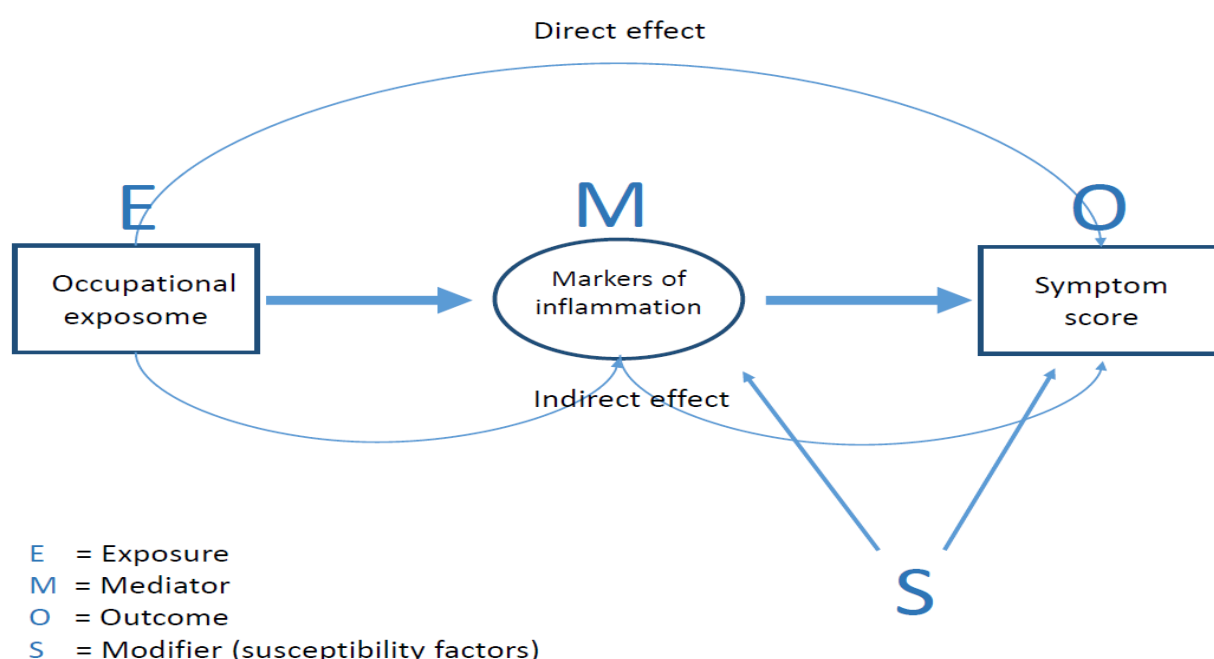 Direct effect
E
M
O
Occupational
exposome
Markers of
inflammation
Symptom
score
Indirect effect
S
E = Exposure
M = Mediator
O = Outcome
S = Modifier (susceptibility factors)